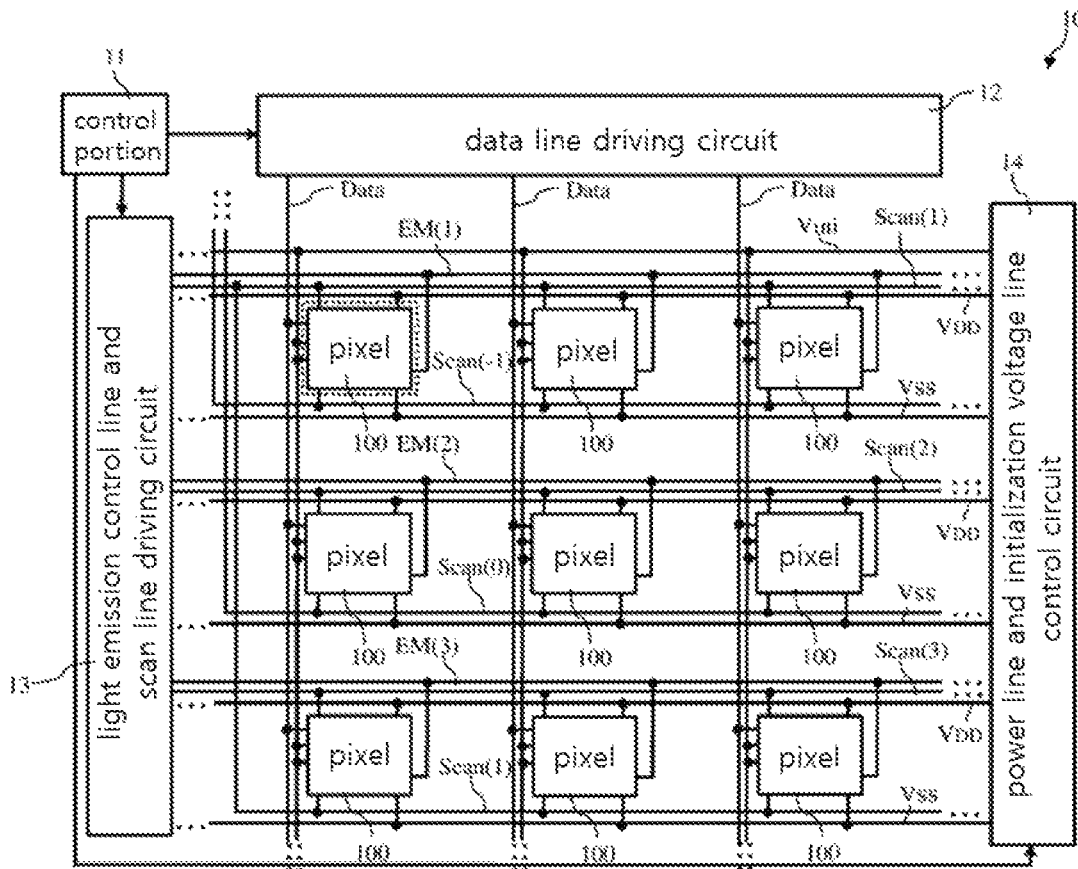 10
11
control
portion
12
data line driving circuit
14
Data
Data
Data
EM(1)
Vini
Scan(1)
VDD
pixel
pixel
pixel
100
100
100
Scan(-1)
VSS
EM(2)
Scan(2)
VDD
pixel
pixel
pixel
100
100
100
Scan(0)
VSS
EM(3)
Scan(3)
VDD
pixel
pixel
pixel
100
100
100
Scan(1)
VSS
13
light emission control line and
scan line driving circuit
power line and initialization voltage line
control circuit